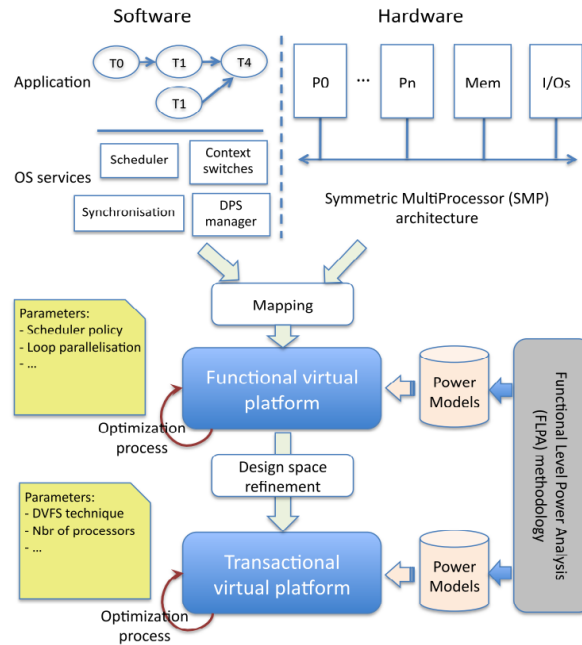 Software
Hardware
Application
T0
T1
T4
T1
P0
...
Pn
Mem
I/Os
OS services
Scheduler
Context
switches
Synchronisation
DPS
manager
Symmetric MultiProcessor (SMP)
architecture
Mapping
Parameters:
- Scheduler policy
- Loop parallelisation
- ...
Functional virtual
platform
Power
Models
Functional Level Power Analysis
(FLPA) methodology
Optimization
process
Design space
refinement
Parameters:
- DVFS technique
- Nbr of processors
- ...
Transactional
virtual platform
Power
Models
Optimization
process